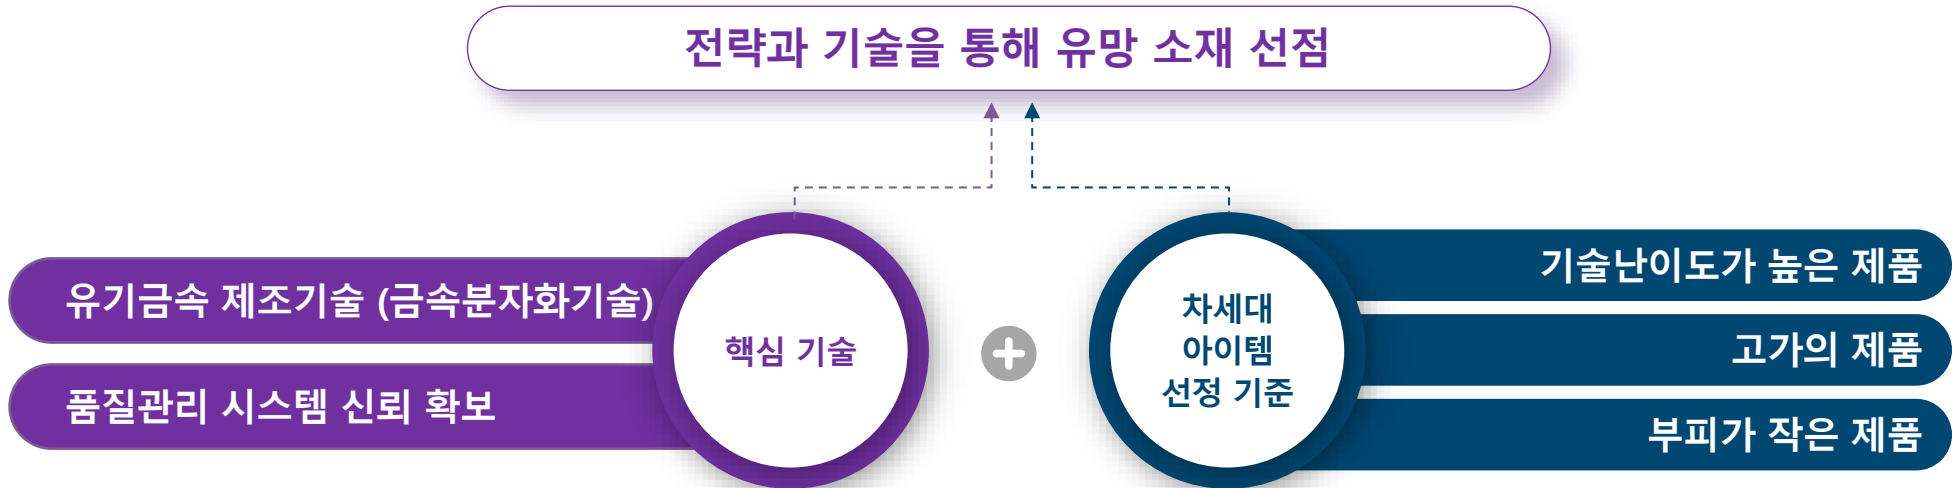 전략과 기술을 통해 유망 소재 선점
유기금속 제조기술 (금속분자화기술)
품질관리 시스템 신뢰 확보
핵심 기술
차세대
아이템
선정 기준
기술난이도가 높은 제품
고가의 제품
부피가 작은 제품